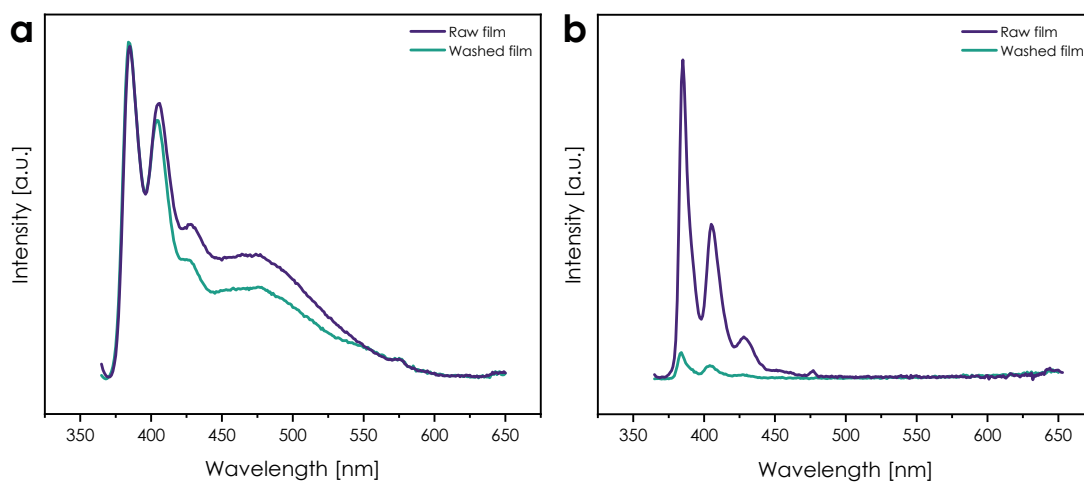 a
Raw film
Washed film
Intensity [a.u.]
350 400 450 500 550 600 650
Wavelength [nm]
b
Raw film
Washed film
Intensity [a.u.]
350 400 450 500 550 600 650
Wavelength [nm]